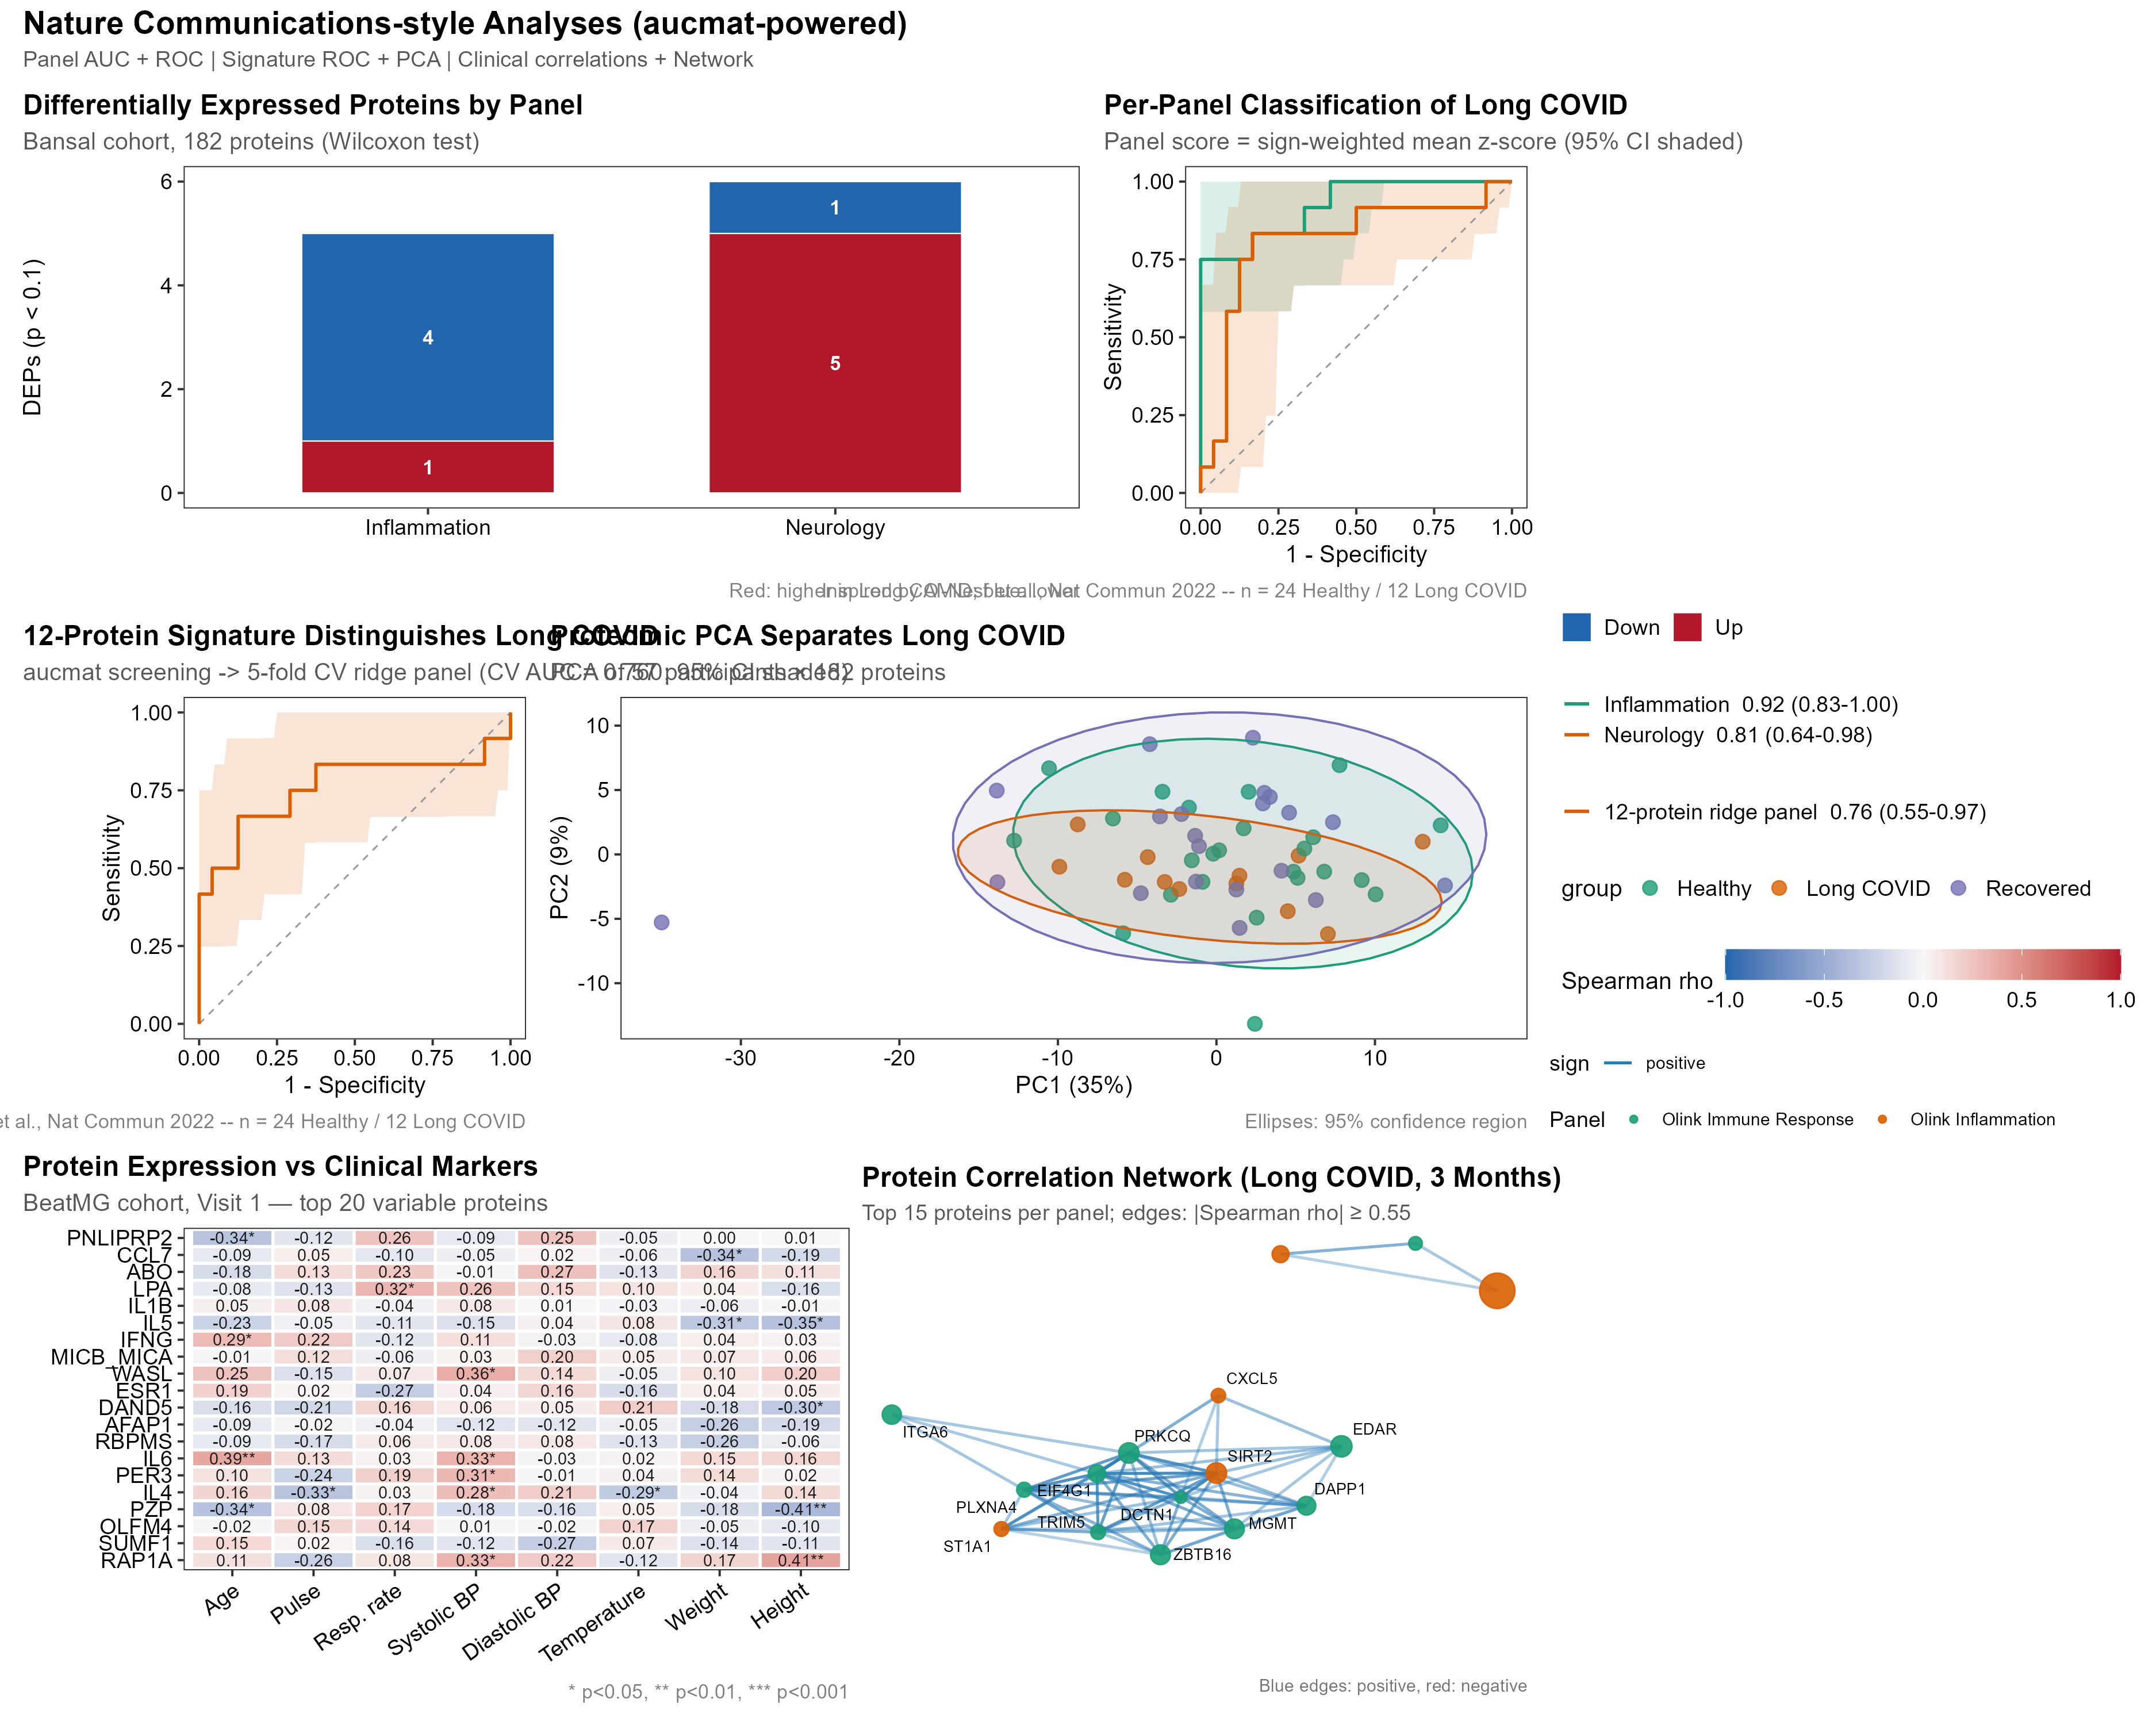 Nature Communications-style Analyses (aucmat-powered)
Panel AUC + ROC | Signature ROC + PCA | Clinical correlations + Network
Differentially Expressed Proteins by Panel
Bansal cohort, 182 proteins (Wilcoxon test)
DEPs (p < 0.1)
6
4
2
0
4
1
1
5
Inflammation
Neurology
Per-Panel Classification of Long COVID
Panel score = sign-weighted mean z-score (95% CI shaded)
Sensitivity
1.00
0.75
0.50
0.25
0.00
0.00 0.25 0.50 0.75 1.00
1 - Specificity
Nat Commun 2022 -- n = 24 Healthy / 12 Long COVID
Down
Up
Inflammation 0.92 (0.83-1.00)
Neurology 0.81 (0.64-0.98)
12-protein ridge panel 0.76 (0.55-0.97)
group Healthy Long COVID Recovered
Spearman rho
-1.0 -0.5 0.0 0.5 1.0
sign positive
Panel Olink Immune Response Olink Inflammation
12-Protein Signature Distinguishes Long COVID
aucmat screening -> 5-fold CV ridge panel (CV
Sensitivity
1.00
0.75
0.50
0.25
0.00
0.00 0.25 0.50 0.75 1.00
1 - Specificity
et al., Nat Commun 2022 -- n = 24 Healthy / 12 Long COVID
Proteomic PCA Separates Long COVID
182 proteins
PC2 (9%)
10
5
0
-5
-10
-30 -20 -10 0 10
PC1 (35%)
Ellipses: 95% confidence region
Protein Expression vs Clinical Markers
BeatMG cohort, Visit 1 — top 20 variable proteins
PNLIPRP2 -0.34* -0.12 0.26 -0.09 0.25 -0.05 0.00 0.01
CCL7 -0.09 0.05 -0.10 -0.05 0.02 -0.06 -0.34* -0.19
ABO -0.18 0.13 0.23 -0.01 0.27 -0.13 0.16 0.11
LPA -0.08 -0.13 0.32* 0.26 0.15 0.10 0.04 -0.16
IL1B 0.05 0.08 -0.04 0.08 0.01 -0.03 -0.06 -0.01
IL5 -0.23 -0.05 -0.11 -0.15 0.04 0.08 -0.31* -0.35*
IFNG 0.29* 0.22 -0.12 0.11 -0.03 -0.08 0.04 0.03
MICB_MICA -0.01 0.12 -0.06 0.03 0.20 0.05 0.07 0.06
WASL 0.25 -0.15 0.07 0.36* 0.14 -0.05 0.10 0.20
ESR1 0.19 0.02 -0.27 0.04 0.16 -0.16 0.04 0.05
DAND5 -0.16 -0.21 0.16 0.06 0.05 0.21 -0.18 -0.30*
AFAP1 -0.09 -0.02 -0.04 -0.12 -0.12 -0.05 -0.26 -0.19
RBPMS -0.09 -0.17 0.06 0.08 0.08 -0.13 -0.26 -0.06
IL6 0.39** 0.13 0.03 0.33* -0.03 0.02 0.15 0.16
PER3 0.10 -0.24 0.19 0.31* -0.01 0.04 0.14 0.02
IL4 0.16 -0.33* 0.03 0.28* 0.21 -0.29* -0.04 0.14
PZP -0.34* 0.08 0.17 -0.18 -0.16 0.06 -0.18 -0.41**
OLFM4 -0.02 0.15 0.14 0.01 -0.02 0.17 -0.05 -0.10
SUMF1 0.15 0.02 -0.16 -0.12 -0.27 0.07 -0.14 -0.11
RAP1A 0.11 -0.26 0.08 0.33* 0.22 -0.12 0.17 0.41**
Age Pulse Resp. rate Systolic BP Diastolic BP Temperature Weight Height
* p<0.05, ** p<0.01, *** p<0.001
Protein Correlation Network (Long COVID, 3 Months)
Top 15 proteins per panel; edges: |Spearman rho| ≥ 0.55
CXCL5
ITGA6
EDAR
PRKCQ
SIRT2
DAPP1
EIF4G1
PLXNA4
DCTN1
TRIM5
MGMT
ST1A1
ZBTB16
Blue edges: positive, red: negative